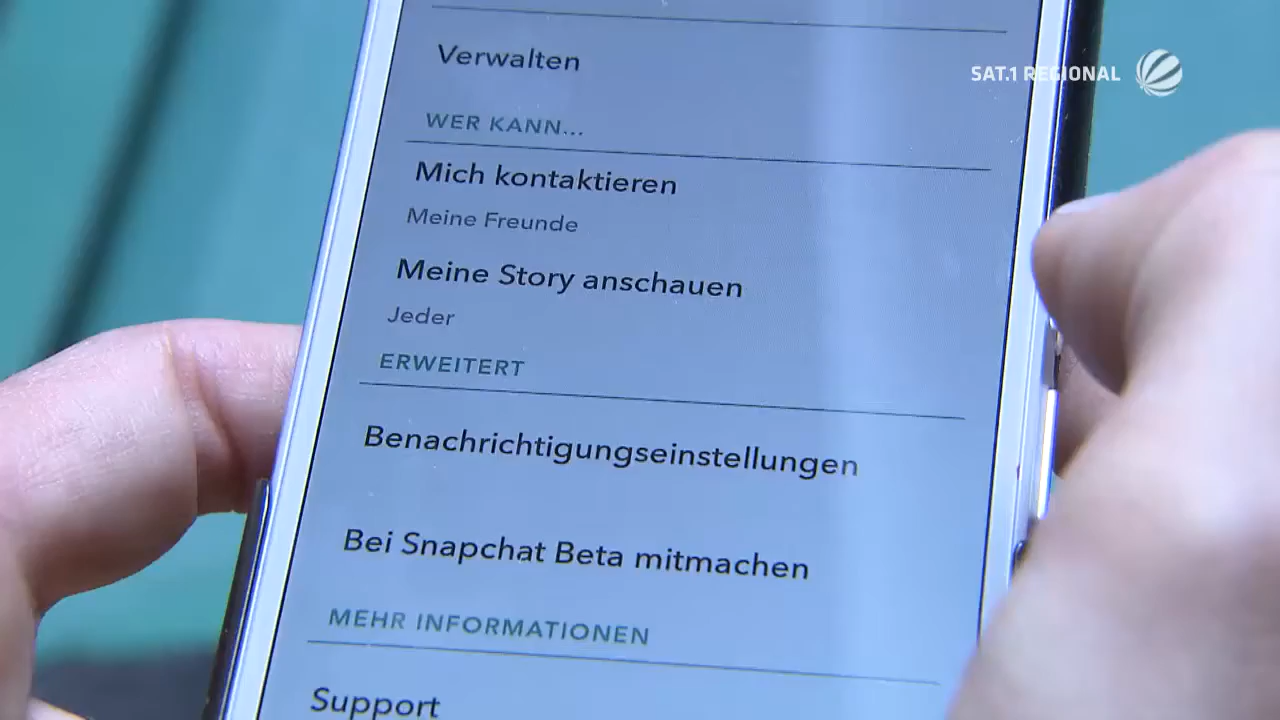 SAT.1 REGIONAL
Verwalten
WER KANN...
Mich kontaktieren
Meine Freunde
Meine Story anschauen
Jeder
ERWEITERT
Benachrichtigungseinstellungen
Bei Snapchat Beta mitmachen
MEHR INFORMATIONEN
Support